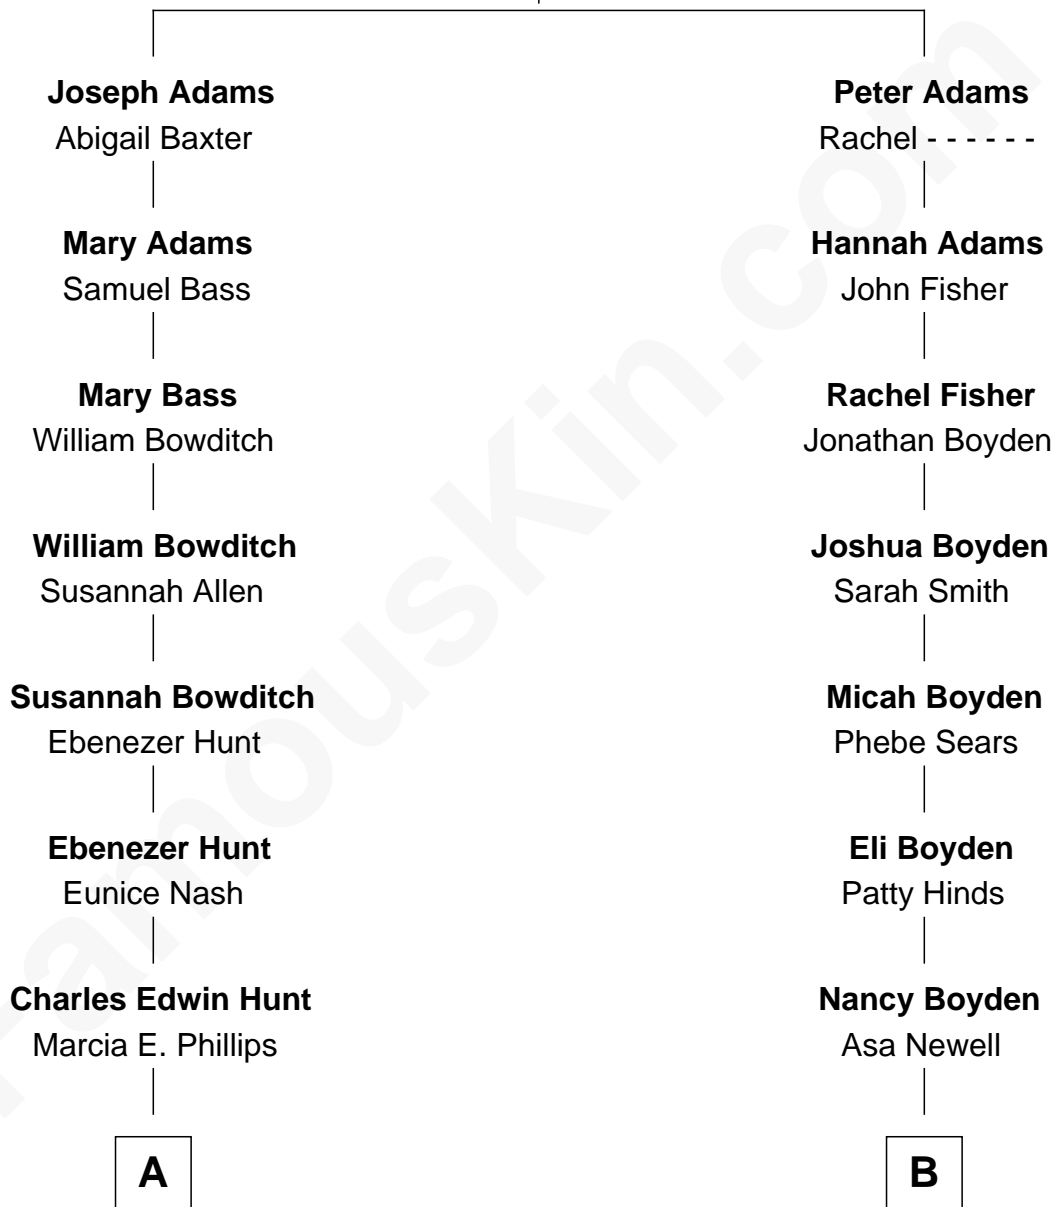 Joseph Adams
Abigail Baxter
Mary Adams
Samuel Bass
Mary Bass
William Bowditch
William Bowditch
Susannah Allen
Susannah Bowditch
Ebenezer Hunt
Ebenezer Hunt
Eunice Nash
Charles Edwin Hunt
Marcia E. Phillips
A
Peter Adams
Rachel - - - - - -
Hannah Adams
John Fisher
Rachel Fisher
Jonathan Boyden
Joshua Boyden
Sarah Smith
Micah Boyden
Phebe Sears
Eli Boyden
Patty Hinds
Nancy Boyden
Asa Newell
B
FamousKin.com